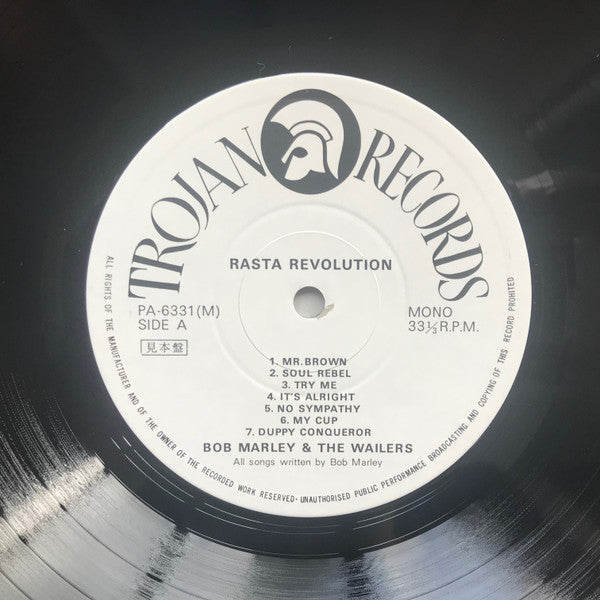 TROJAN RECORDS
RASTA REVOLUTION
PA-6331(M)
SIDE A
見本盤
MONO
33⅓R.P.M.
1. MR.BROWN
2. SOUL REBEL
3. TRY ME
4. IT'S ALRIGHT
5. NO SYMPATHY
6. MY CUP
7. DUPPY CONQUEROR
BOB MARLEY & THE WAILERS
All songs written by Bob Marley
ALL RIGHTS OF THE MANUFACTURER AND OF THE OWNER OF THE RECORDED WORK RESERVED · UNAUTHORISED PUBLIC PERFORMANCE BROADCASTING AND COPYING OF THIS RECORD PROHITED